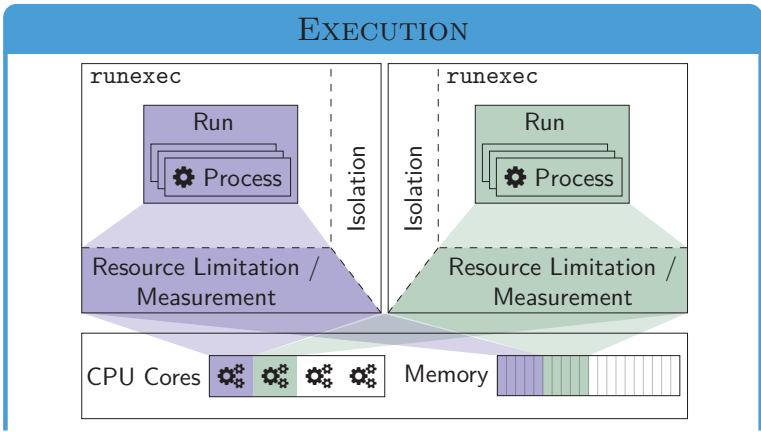 EXECUTION
runexec
Run
Process
Isolation
Resource Limitation /
Measurement
runexec
Run
Process
Isolation
Resource Limitation /
Measurement
CPU Cores
Memory